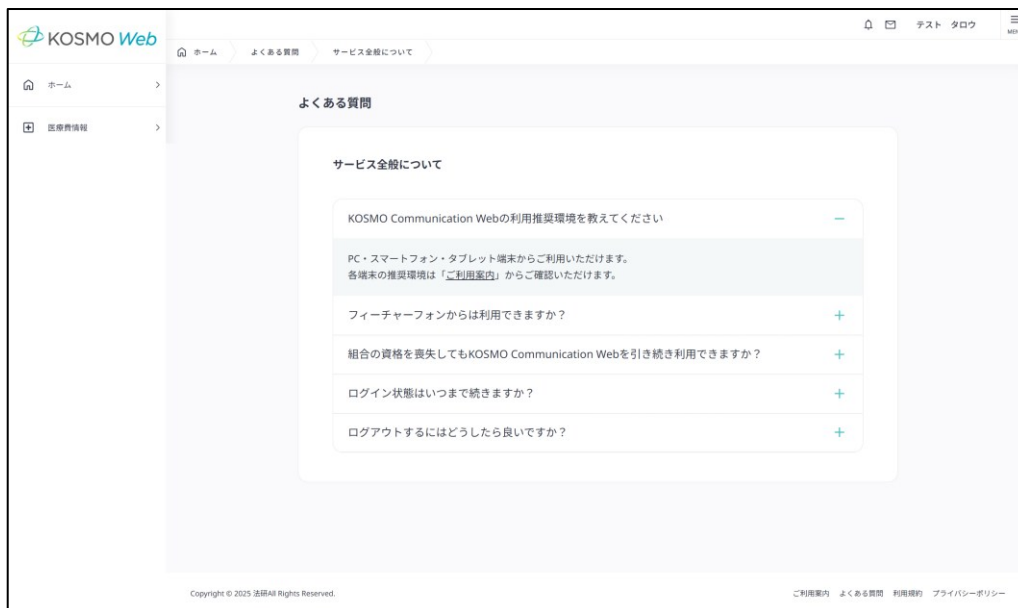 KOSMO Web
テスト タロウ
MENU
ホーム
よくある質問
サービス全般について
ホーム
医療費情報
よくある質問
サービス全般について
KOSMO Communication Webの利用推奨環境を教えてください
PC・スマートフォン・タブレット端末からご利用いただけます。
各端末の推奨環境は「ご利用案内」からご確認いただけます。
フィーチャーフォンからは利用できますか？
組合の資格を喪失してもKOSMO Communication Webを引き続き利用できますか？
ログイン状態はいつまで続きますか？
ログアウトするにはどうしたら良いですか？
Copyright © 2025 法研All Rights Reserved.
ご利用案内 よくある質問 利用規約 プライバシーポリシー